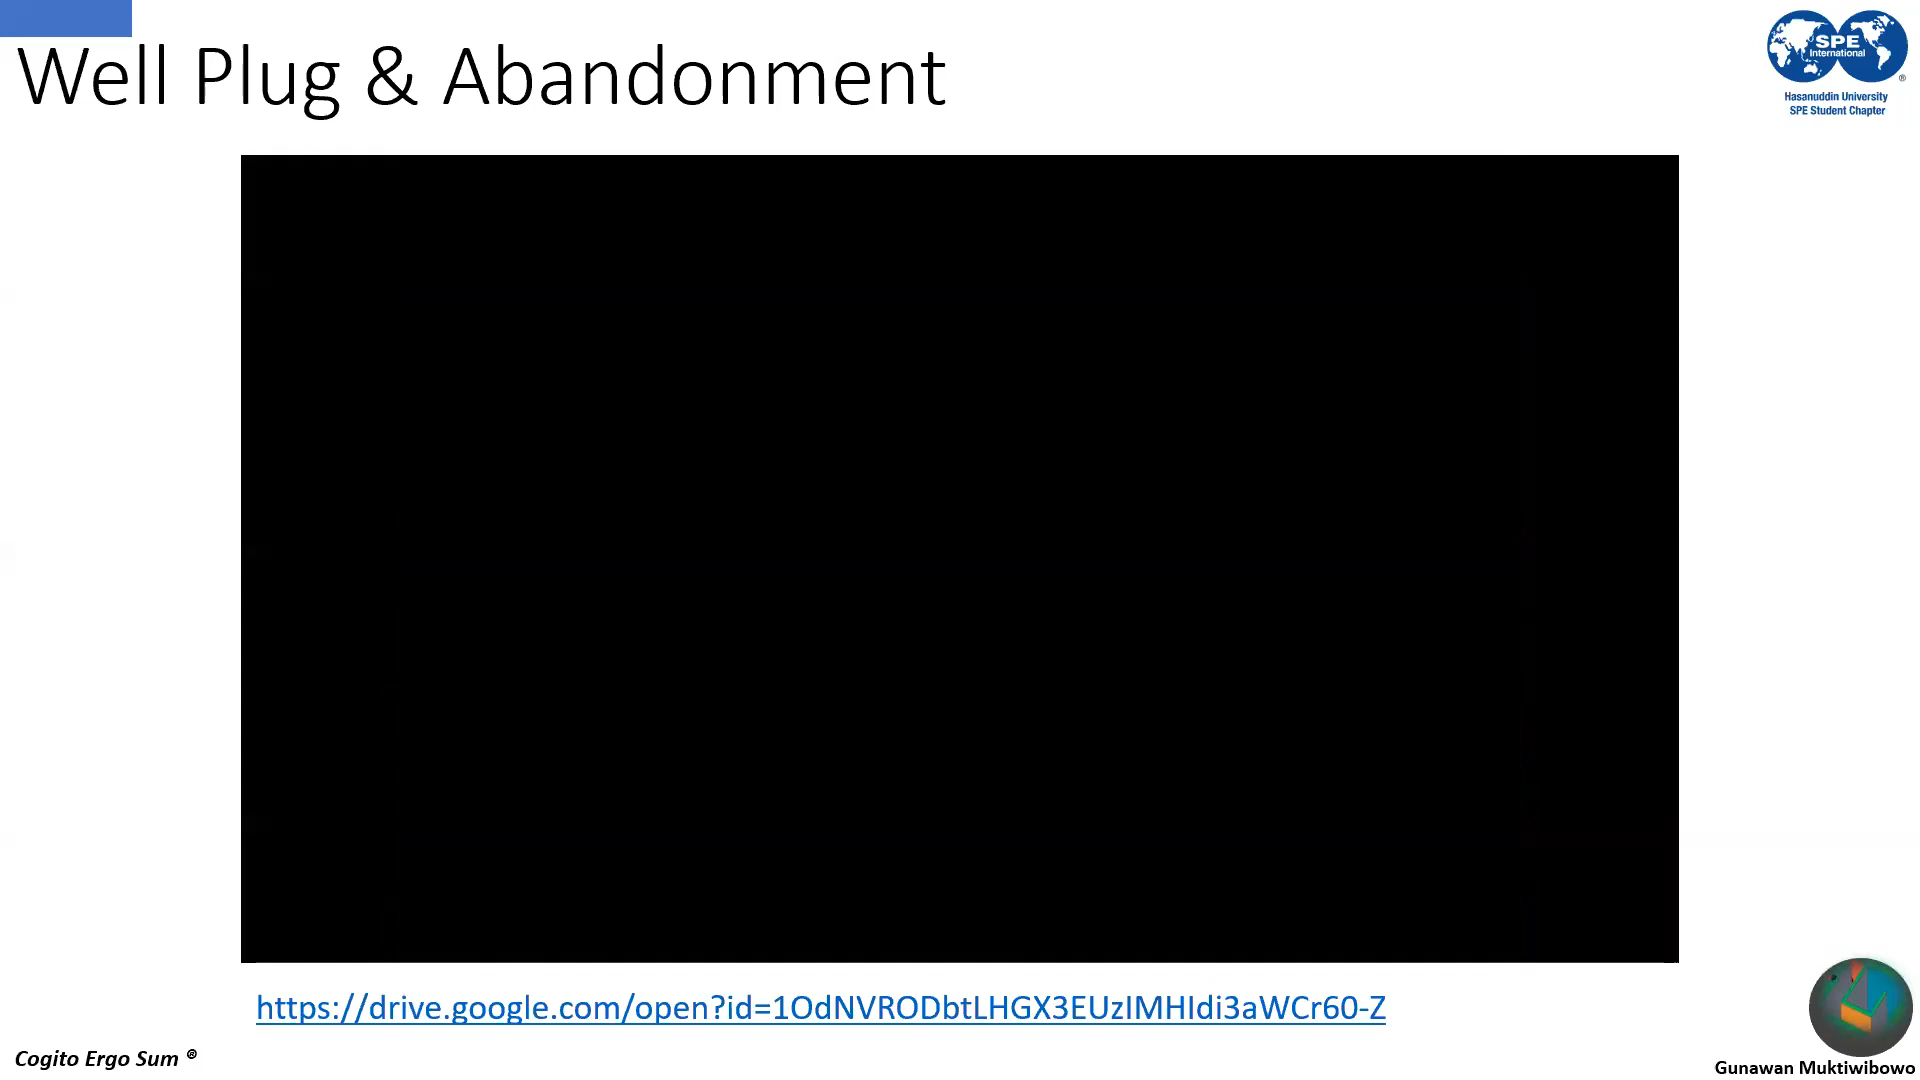 Well Plug & Abandonment
SPE
International
®
Hasanuddin University
SPE Student Chapter
https://drive.google.com/open?id=1OdNVRODbtLHGX3EUzIMHIdi3aWCr60-Z
Cogito Ergo Sum ®
Gunawan Muktiwibowo